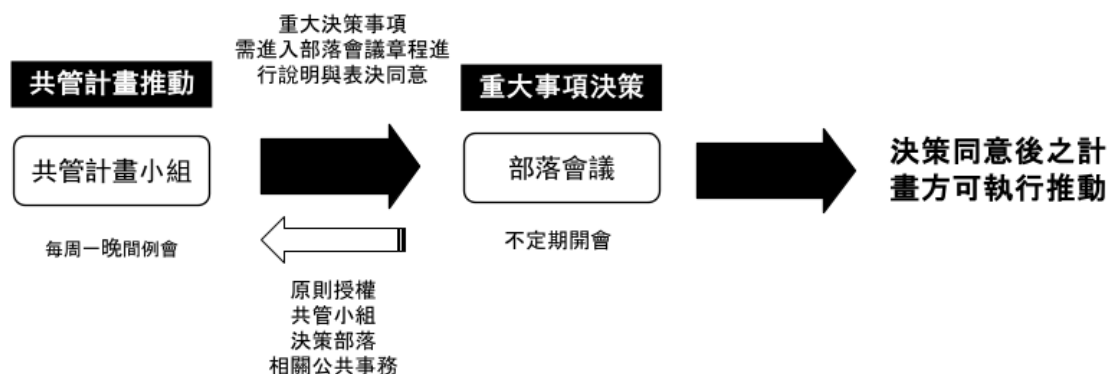 重大決策事項
需進入部落會議章程進
行說明與表決同意
共管計畫推動
重大事項決策
共管計畫小組
部落會議
決策同意後之計
畫方可執行推動
每周一晚間例會
不定期開會
原則授權
共管小組
決策部落
相關公共事務